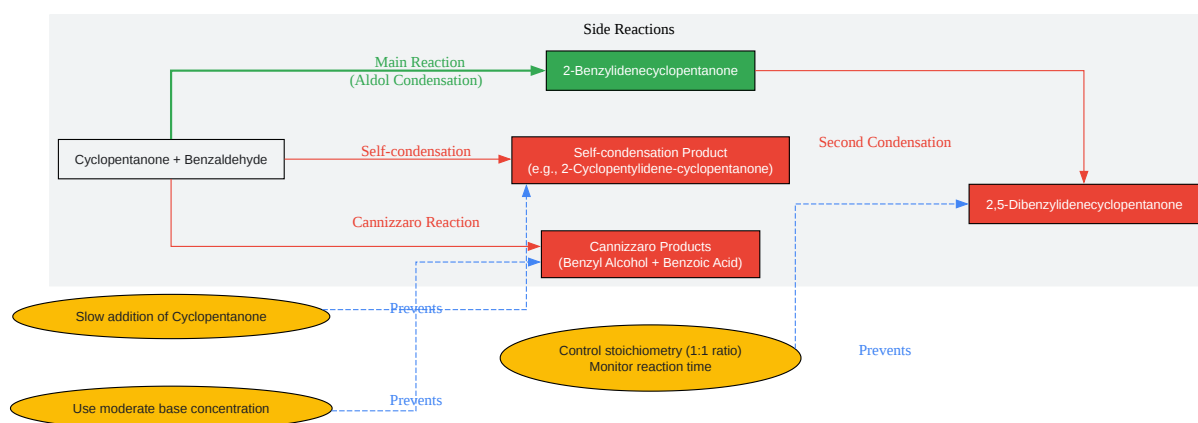 Side Reactions
Main Reaction
(Aldol Condensation)
2-Benzylidenecyclopentanone
Cyclopentanone + Benzaldehyde
Self-condensation
Self-condensation Product
(e.g., 2-Cyclopentylidene-cyclopentanone)
Second Condensation
2,5-Dibenzylidenecyclopentanone
Cannizzaro Reaction
Cannizzaro Products
(Benzyl Alcohol + Benzoic Acid)
Slow addition of Cyclopentanone
Prevents
Control stoichiometry (1:1 ratio)
Monitor reaction time
Prevents
Use moderate base concentration
Prevents